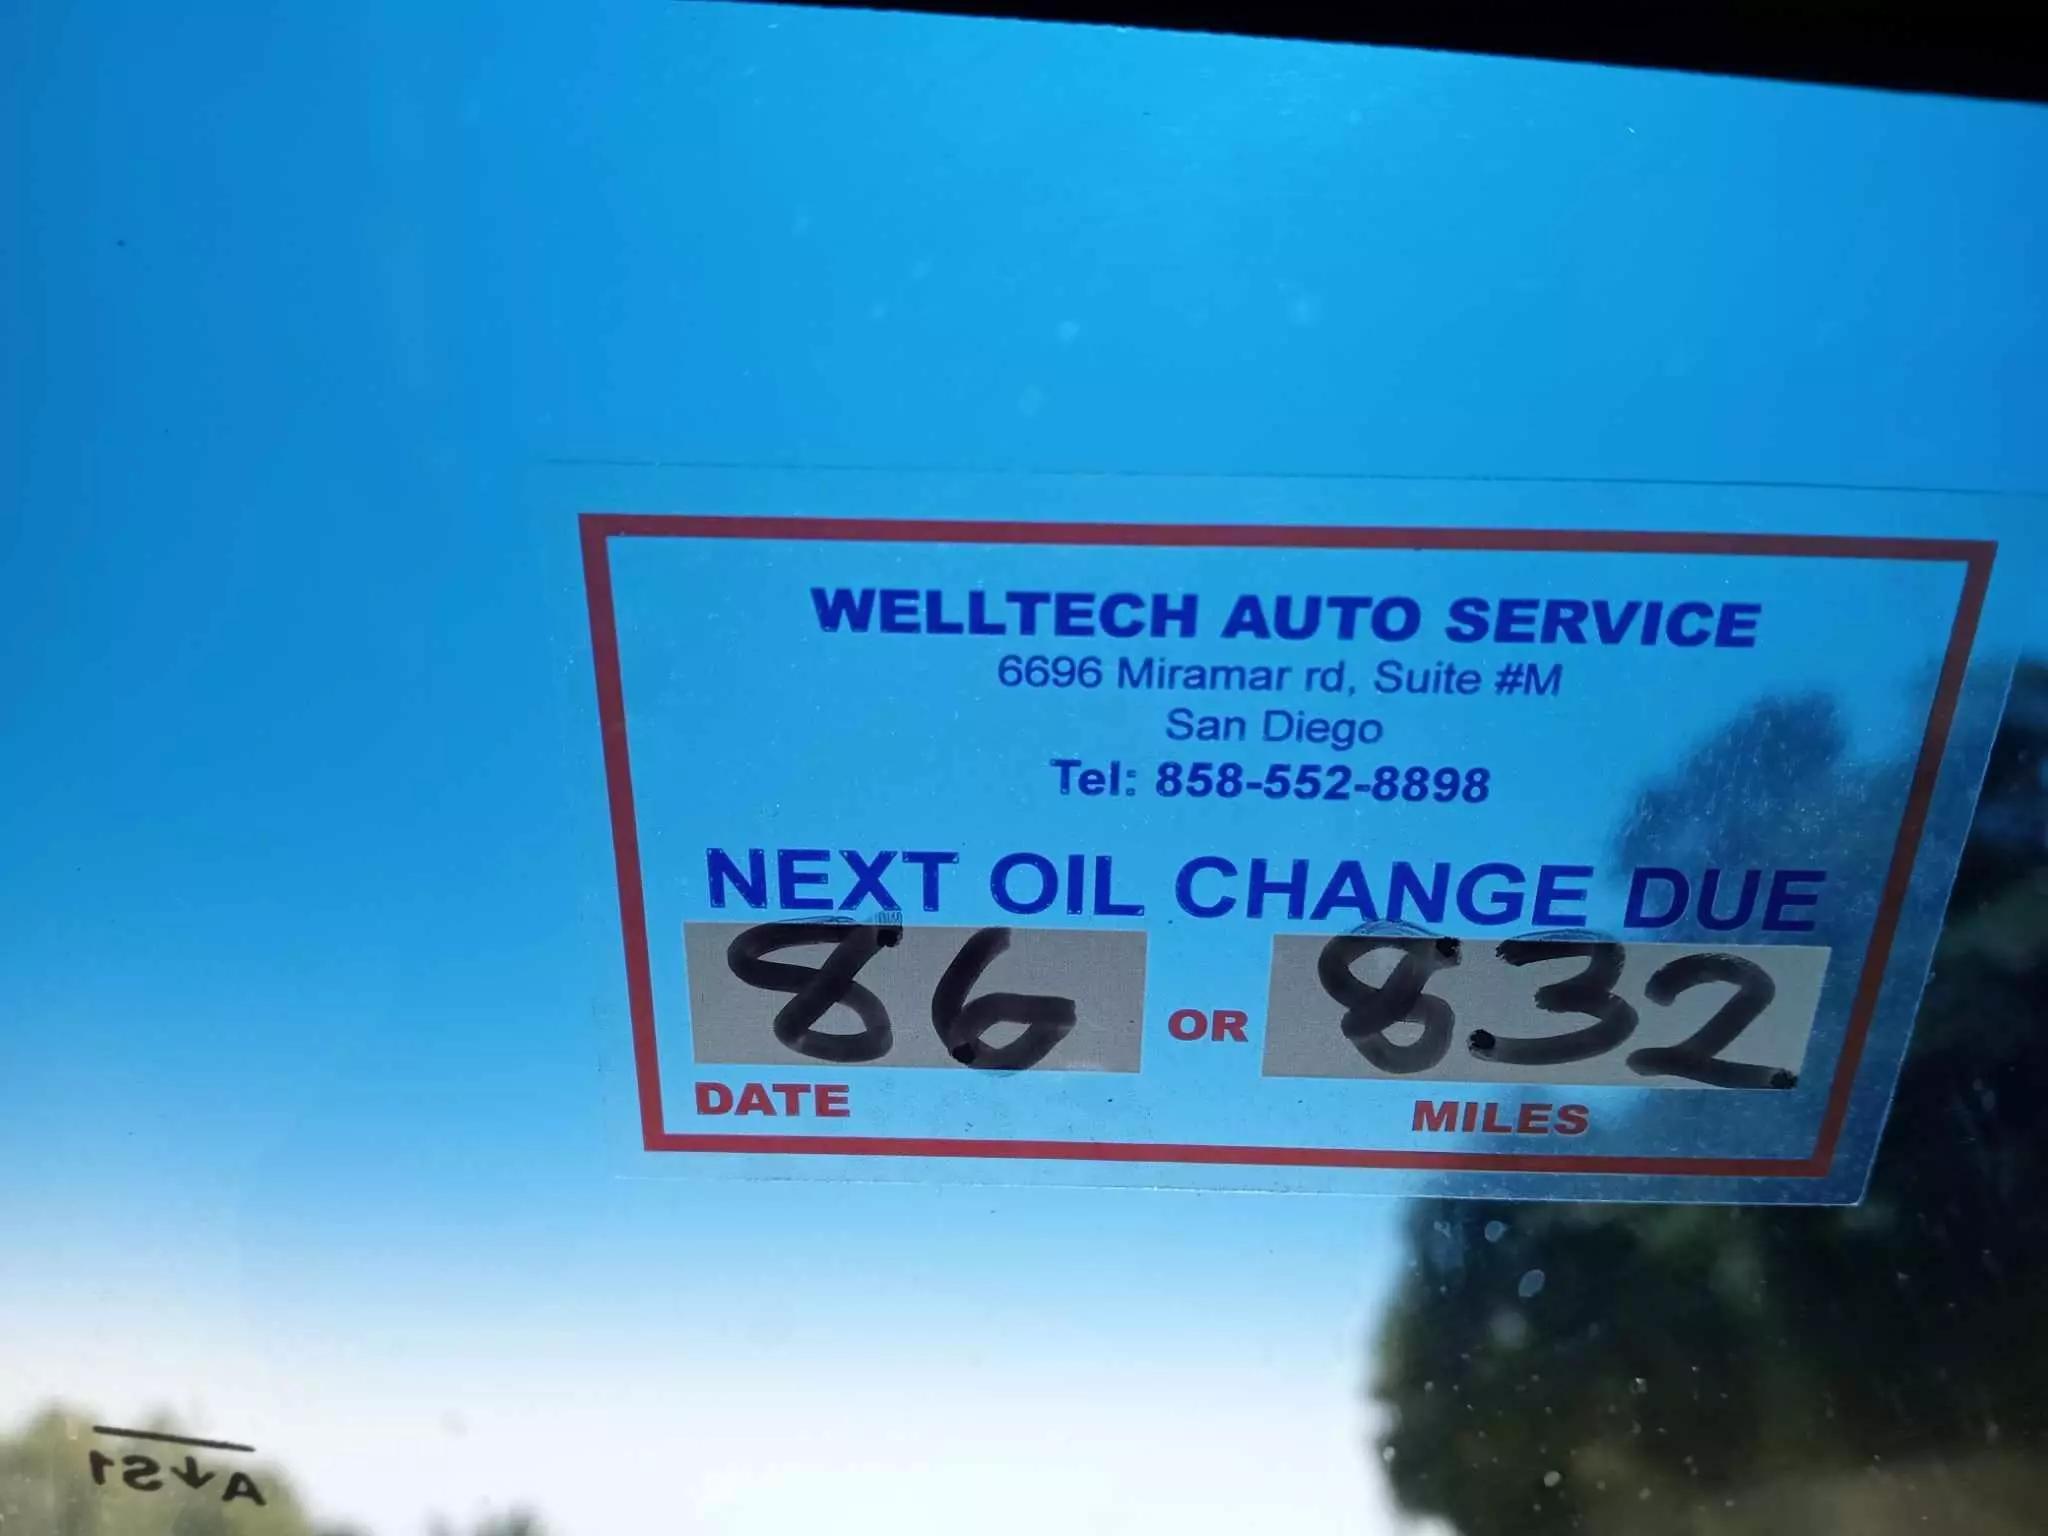 WELLTECH AUTO SERVICE
6696 Miramar rd, Suite #M
San Diego
Tel: 858-552-8898
NEXT OIL CHANGE DUE
86 OR 832
DATE MILES
AS1